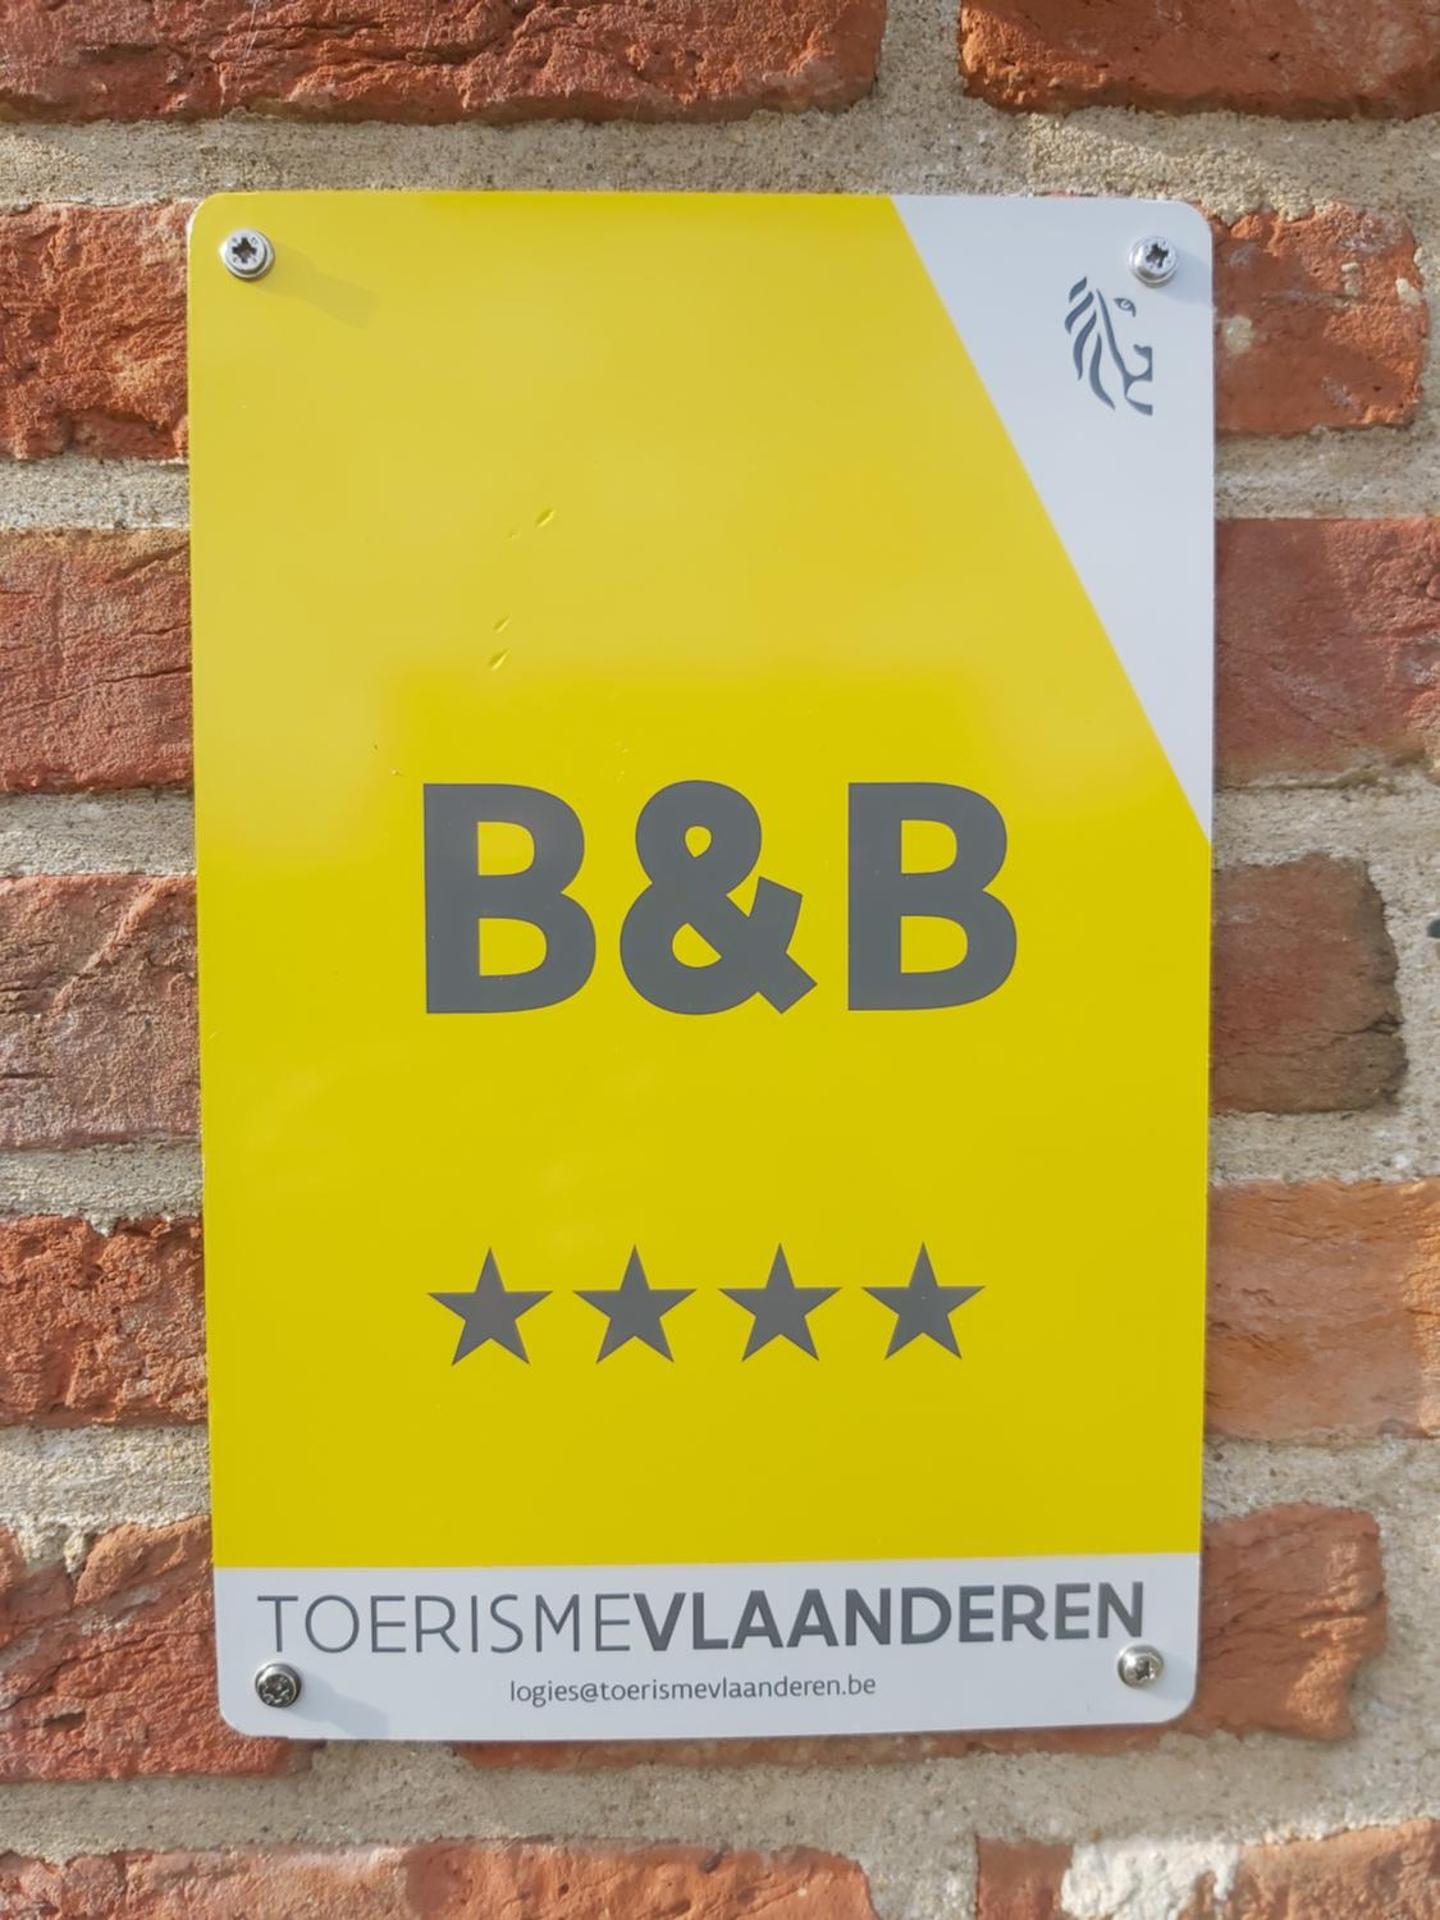 B&B
★★★★
TOERISMEVLAANDEREN
logies@toerismevlaanderen.be